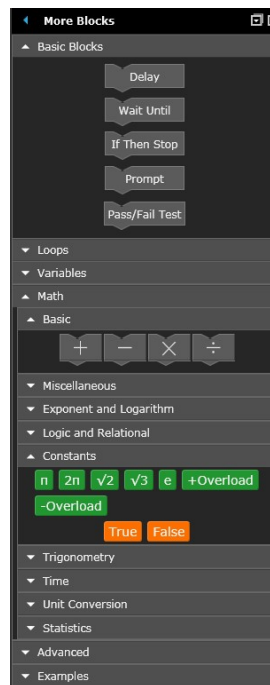 More Blocks
Basic Blocks
Delay
Wait Until
If Then Stop
Prompt
Pass/Fail Test
Loops
Variables
Math
Basic
+ − × ÷
Miscellaneous
Exponent and Logarithm
Logic and Relational
Constants
π 2π √2 √3 e +Overload
-Overload
True False
Trigonometry
Time
Unit Conversion
Statistics
Advanced
Examples